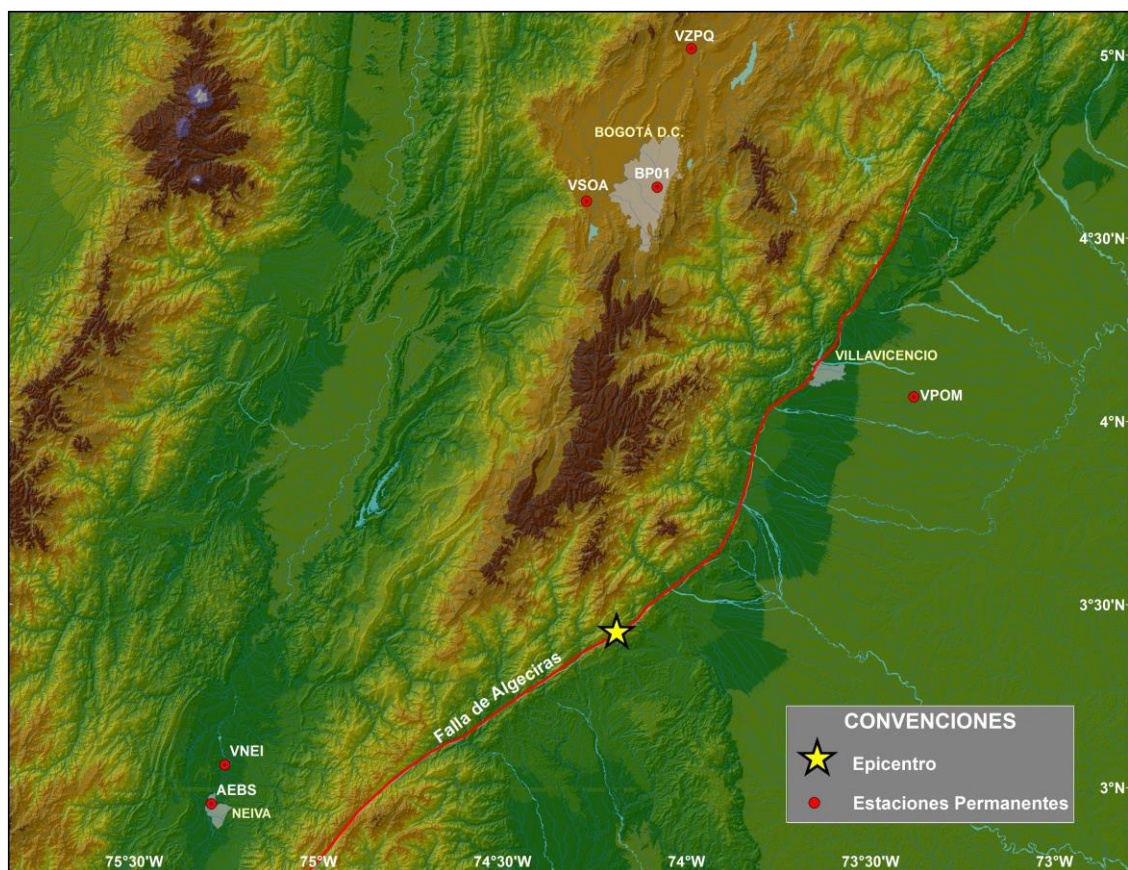 VZPQ
5°N
BOGOTÁ D.C.
BP01
VSOA
4°30'N
VILLAVICENCIO
VPOM
4°N
3°30'N
Falla de Algeciras
CONVENCIONES
Epicentro
Estaciones Permanentes
VNEI
AEBS
NEIVA
3°N
75°30'W
75°W
74°30'W
74°W
73°30'W
73°W